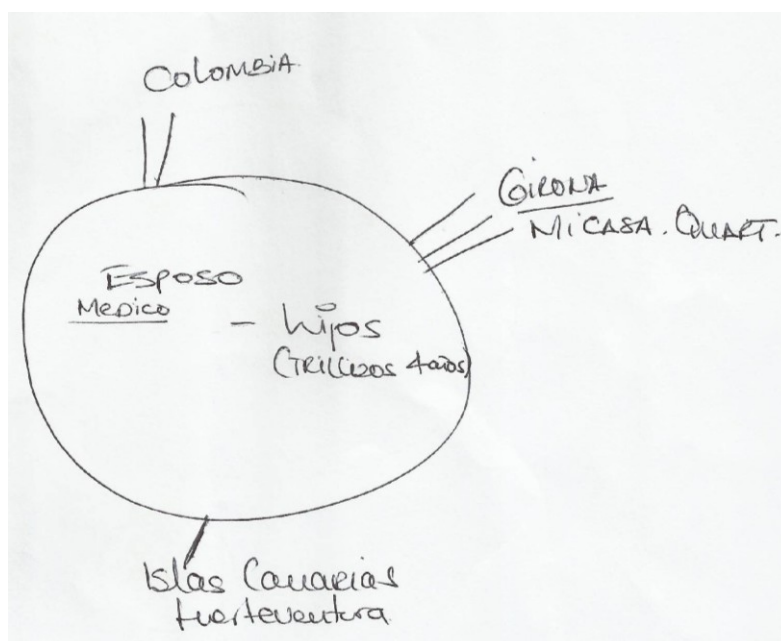 COLOMBIA
GIRONA
MI CASA. QUART.
ESPOSO
MEDICO
- hijos
(TRILLIZOS 4 años)
Islas Canarias
fuerteventura